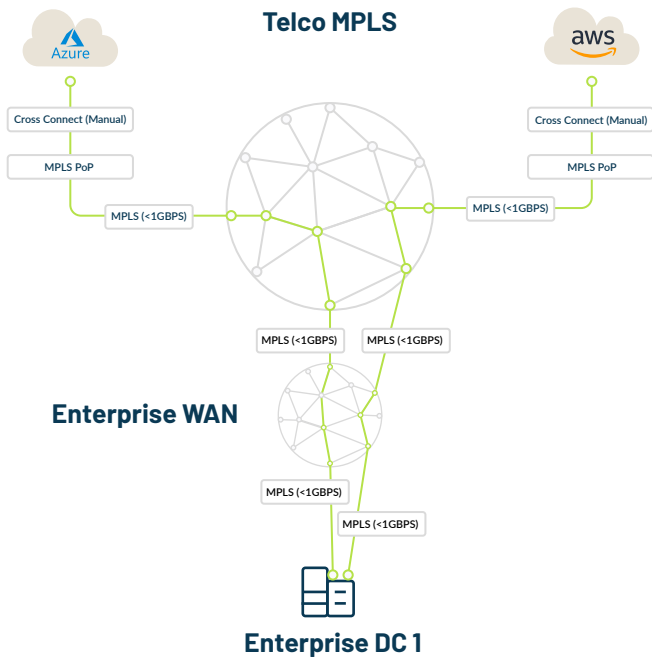 Telco MPLS
Azure
aws
Cross Connect (Manual)
Cross Connect (Manual)
MPLS PoP
MPLS PoP
MPLS (<1GBPS)
MPLS (<1GBPS)
MPLS (<1GBPS)
MPLS (<1GBPS)
Enterprise WAN
MPLS (<1GBPS)
MPLS (<1GBPS)
Enterprise DC 1